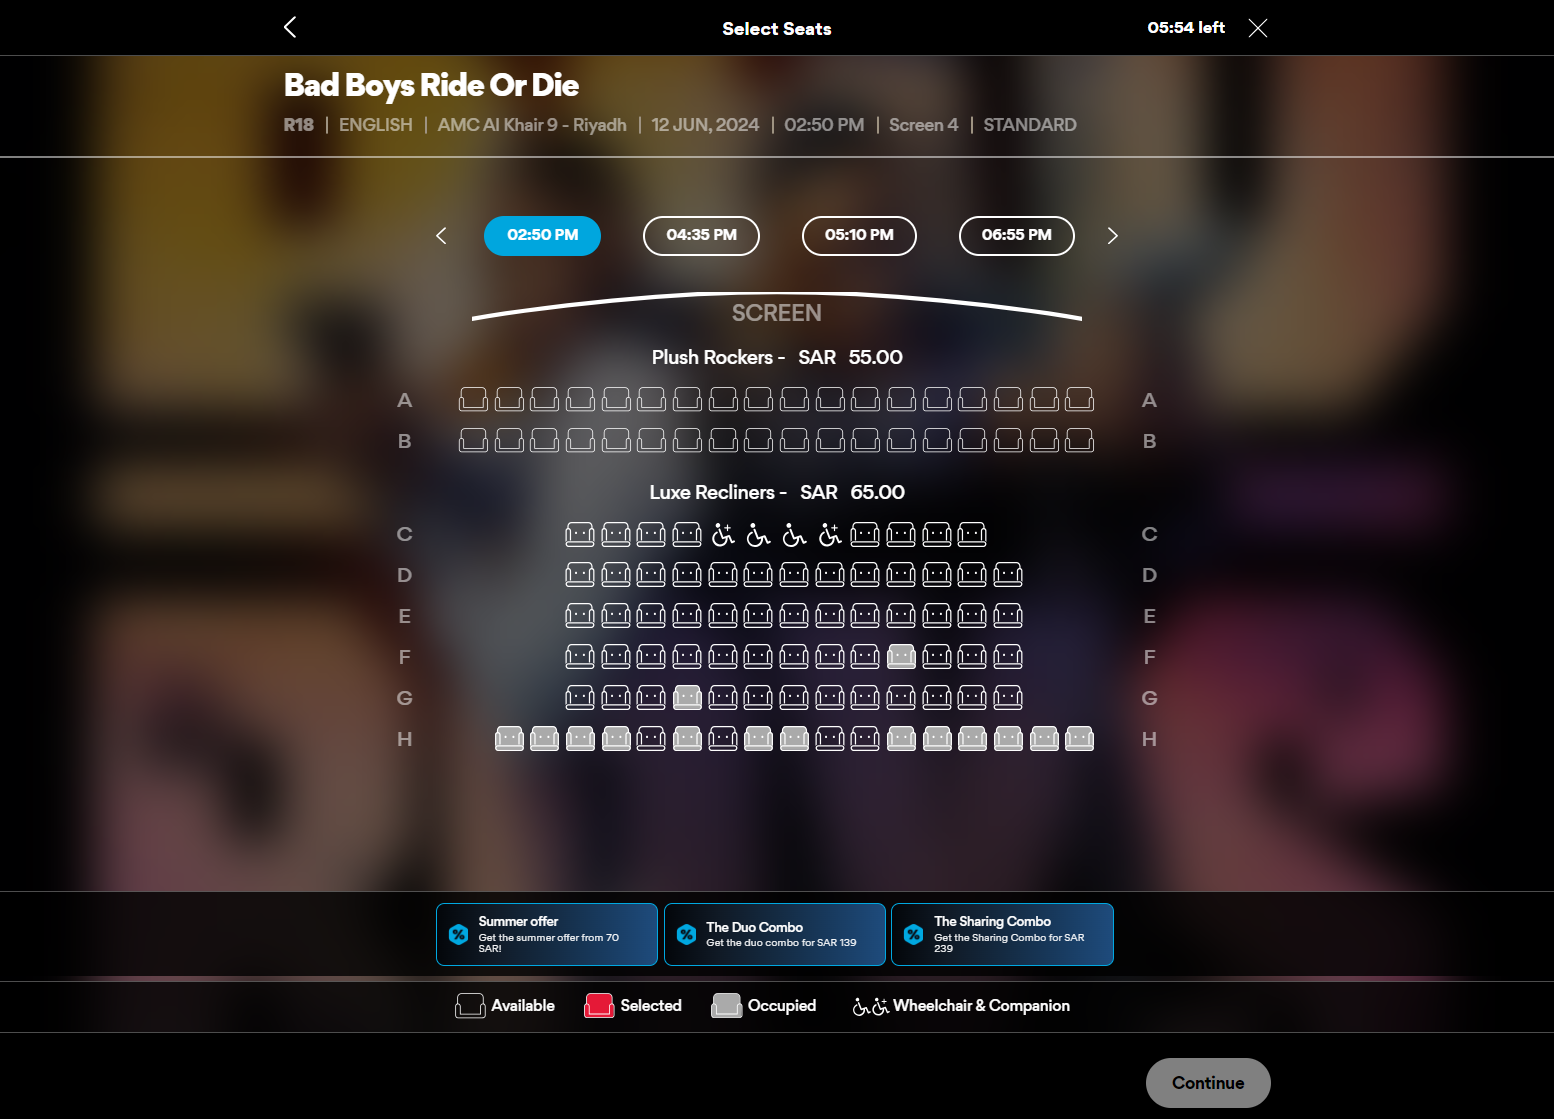 Select Seats
05:54 left
Bad Boys Ride Or Die
R18 | ENGLISH | AMC Al Khair 9 - Riyadh | 12 JUN, 2024 | 02:50 PM | Screen 4 | STANDARD
02:50 PM 04:35 PM 05:10 PM 06:55 PM
SCREEN
Plush Rockers - SAR 55.00
A A
B B
Luxe Recliners - SAR 65.00
C C
D D
E E
F F
G G
H H
Summer offer
Get the summer offer from 70
SAR!
The Duo Combo
Get the duo combo for SAR 139
The Sharing Combo
Get the Sharing Combo for SAR
239
Available Selected Occupied Wheelchair & Companion
Continue